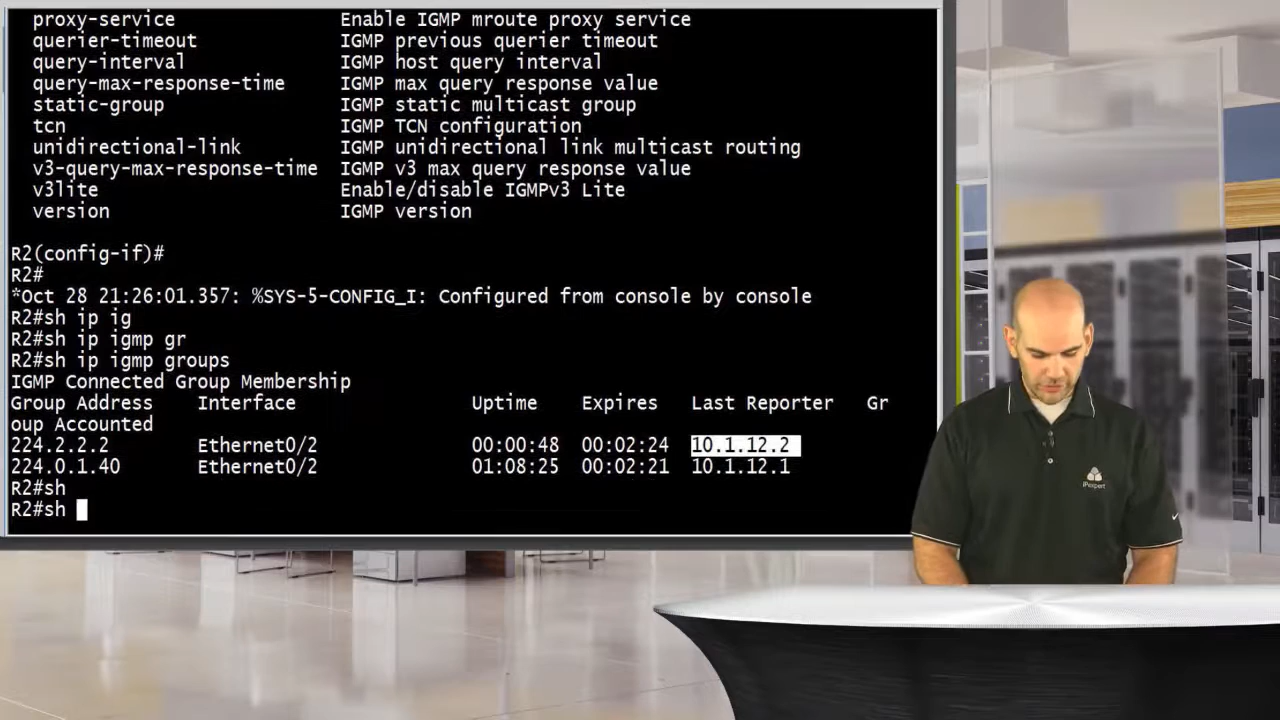 proxy-service Enable IGMP mroute proxy service
querier-timeout IGMP previous querier timeout
query-interval IGMP host query interval
query-max-response-time IGMP max query response value
static-group IGMP static multicast group
tcn IGMP TCN configuration
unidirectional-link IGMP unidirectional link multicast routing
v3-query-max-response-time IGMP v3 max query response value
v3lite Enable/disable IGMPv3 Lite
version IGMP version
R2(config-if)#
R2#
*Oct 28 21:26:01.357: %SYS-5-CONFIG_I: Configured from console by console
R2#sh ip ig
R2#sh ip igmp gr
R2#sh ip igmp groups
IGMP Connected Group Membership
Group Address Interface Uptime Expires Last Reporter Gr
oup Accounted
224.2.2.2 Ethernet0/2 00:00:48 00:02:24 10.1.12.2
224.0.1.40 Ethernet0/2 01:08:25 00:02:21 10.1.12.1
R2#sh
R2#sh
iPexpert